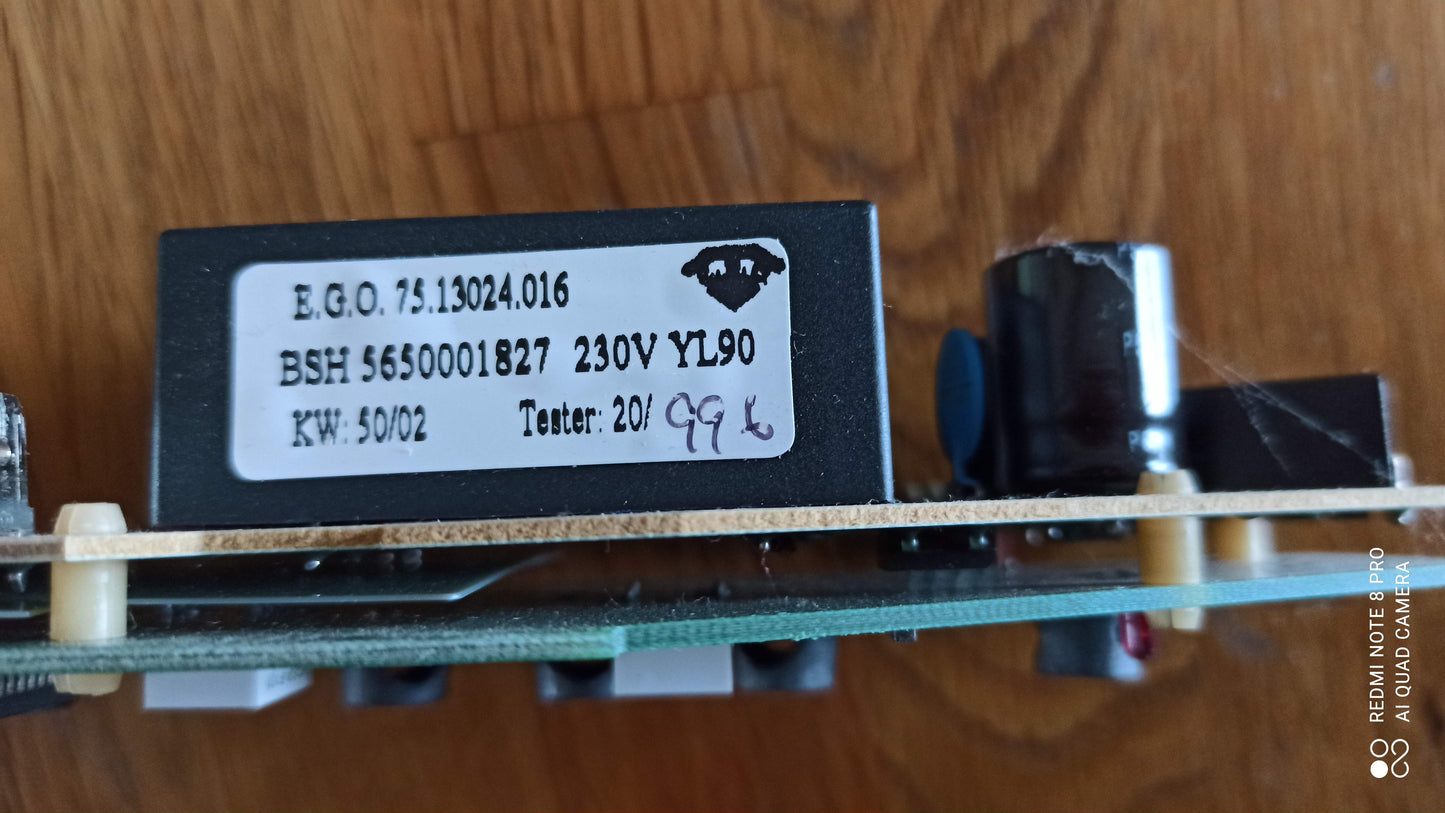 E.G.O. 75.13024.016
BSH 5650001827 230V YL90
KW: 50/02 Tester: 20/ 99
REDMI NOTE 8 PRO
AI QUAD CAMERA